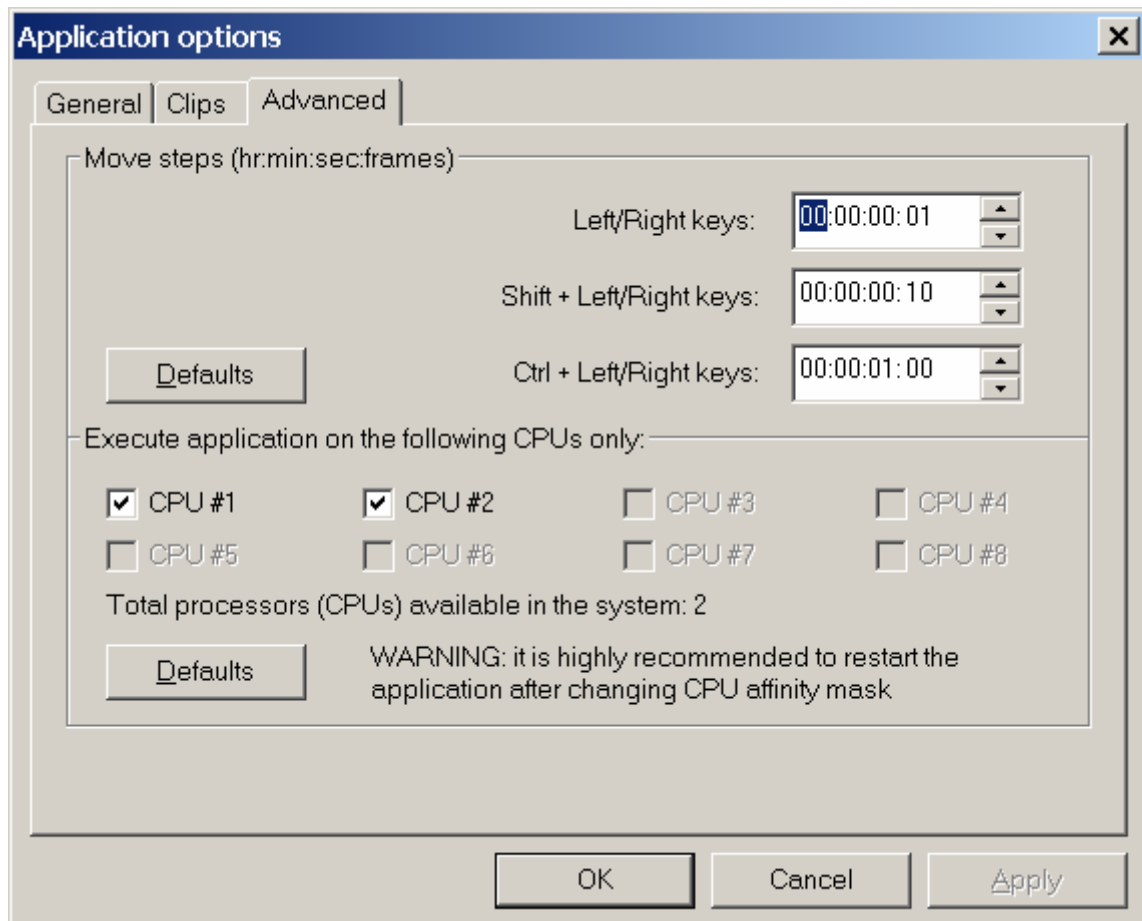 Application options
General Clips Advanced
Move steps (hr:min:sec:frames)
Left/Right keys: 00:00:00:01
Shift + Left/Right keys: 00:00:00:10
Defaults Ctrl + Left/Right keys: 00:00:01:00
Execute application on the following CPUs only:
CPU #1 CPU #2 CPU #3 CPU #4
CPU #5 CPU #6 CPU #7 CPU #8
Total processors (CPUs) available in the system: 2
Defaults
WARNING: it is highly recommended to restart the
application after changing CPU affinity mask
OK Cancel Apply